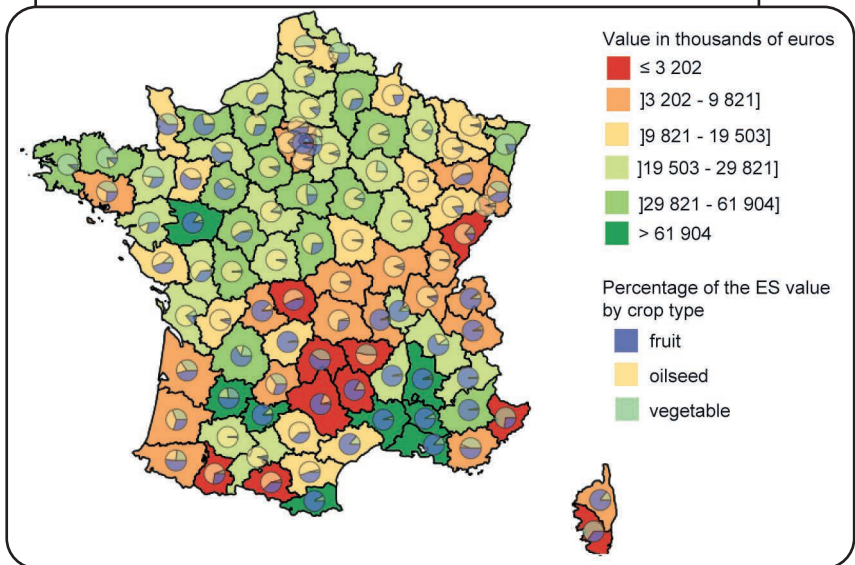 Value in thousands of euros
≤ 3 202
]3 202 - 9 821]
]9 821 - 19 503]
]19 503 - 29 821]
]29 821 - 61 904]
> 61 904
Percentage of the ES value
by crop type
fruit
oilseed
vegetable